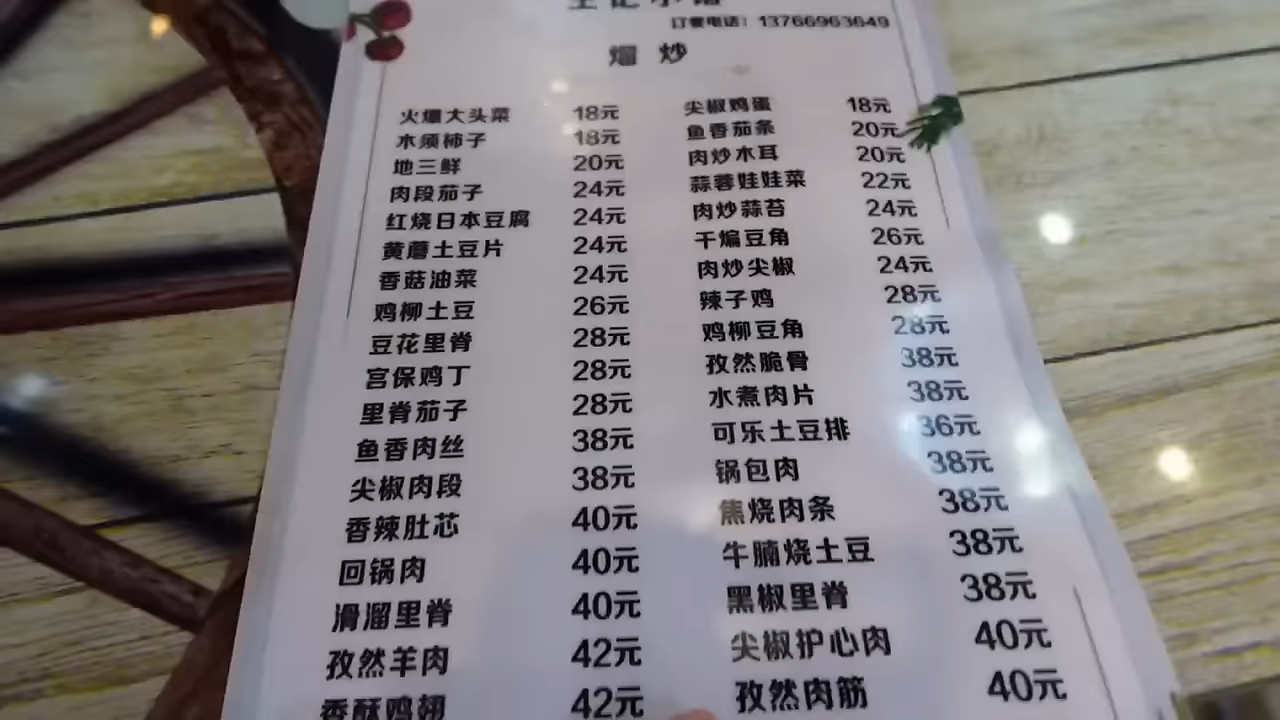 订餐电话：13766963649
熘 炒
火爆大头菜 18元
木须柿子 18元
地三鲜 20元
肉段茄子 24元
红烧日本豆腐 24元
黄蘑土豆片 24元
香菇油菜 24元
鸡柳土豆 26元
豆花里脊 28元
宫保鸡丁 28元
里脊茄子 28元
鱼香肉丝 38元
尖椒肉段 38元
香辣肚芯 40元
回锅肉 40元
滑溜里脊 40元
孜然羊肉 42元
香酥鸡翅 42元
尖椒鸡蛋 18元
鱼香茄条 20元
肉炒木耳 20元
蒜蓉娃娃菜 22元
肉炒蒜苔 24元
干煸豆角 26元
肉炒尖椒 24元
辣子鸡 28元
鸡柳豆角 28元
孜然脆骨 38元
水煮肉片 38元
可乐土豆排 36元
锅包肉 38元
焦烧肉条 38元
牛腩烧土豆 38元
黑椒里脊 38元
尖椒护心肉 40元
孜然肉筋 40元